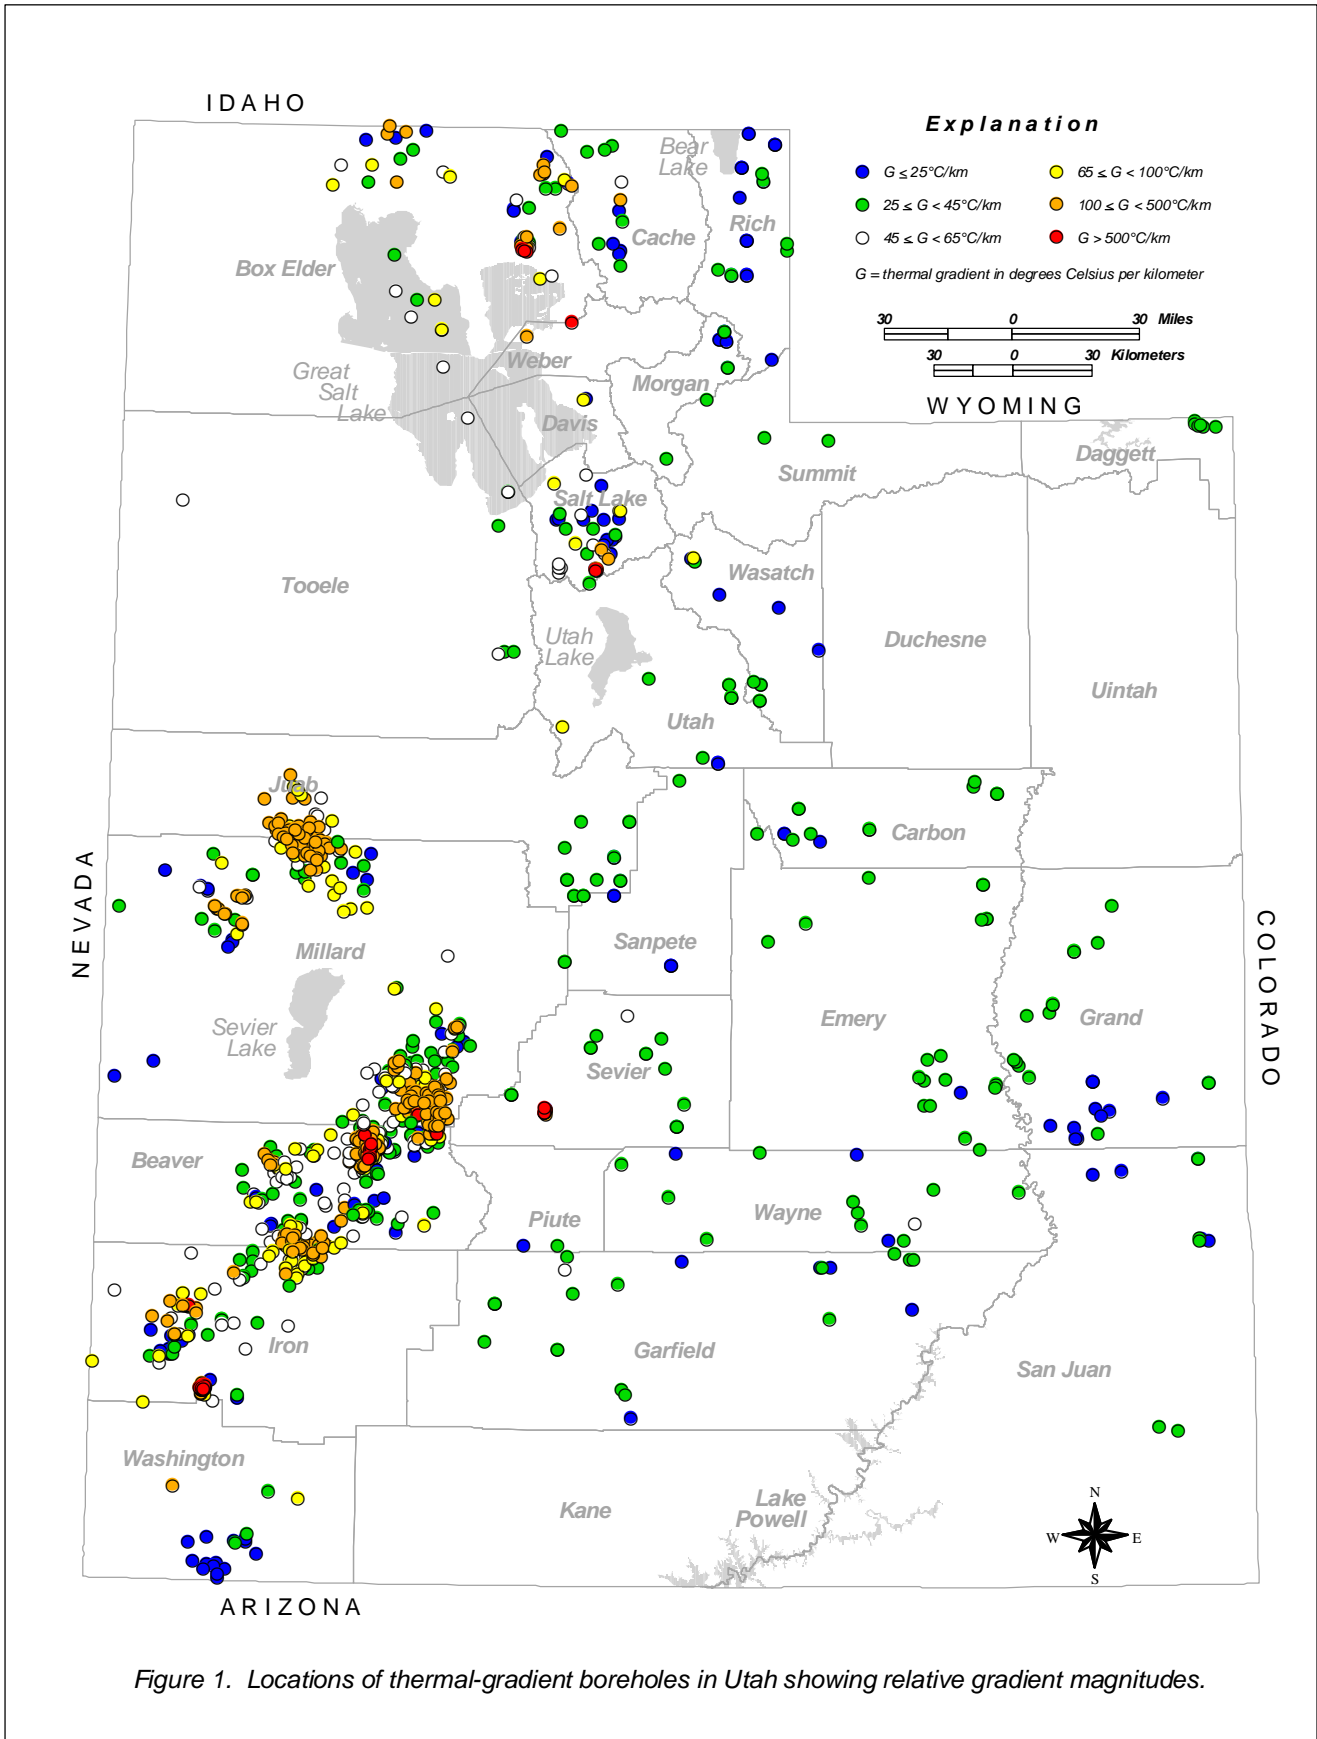 IDAHO
Explanation
G ≤ 25°C/km
65 ≤ G < 100°C/km
25 ≤ G < 45°C/km
100 ≤ G < 500°C/km
45 ≤ G < 65°C/km
G > 500°C/km
G = thermal gradient in degrees Celsius per kilometer
30 0 30 Miles
30 0 30 Kilometers
Bear
Lake
Rich
Cache
Box Elder
Weber
Morgan
Great
Salt
Lake
WYOMING
Davis
Daggett
Summit
Salt Lake
Tooele
Wasatch
Utah
Lake
Duchesne
Uintah
Utah
Juab
Carbon
NEVADA
COLORADO
Millard
Sanpete
Sevier
Lake
Emery
Grand
Sevier
Beaver
Piute
Wayne
Iron
Garfield
San Juan
Washington
Kane
Lake
Powell
N
W E
S
ARIZONA
Figure 1. Locations of thermal-gradient boreholes in Utah showing relative gradient magnitudes.